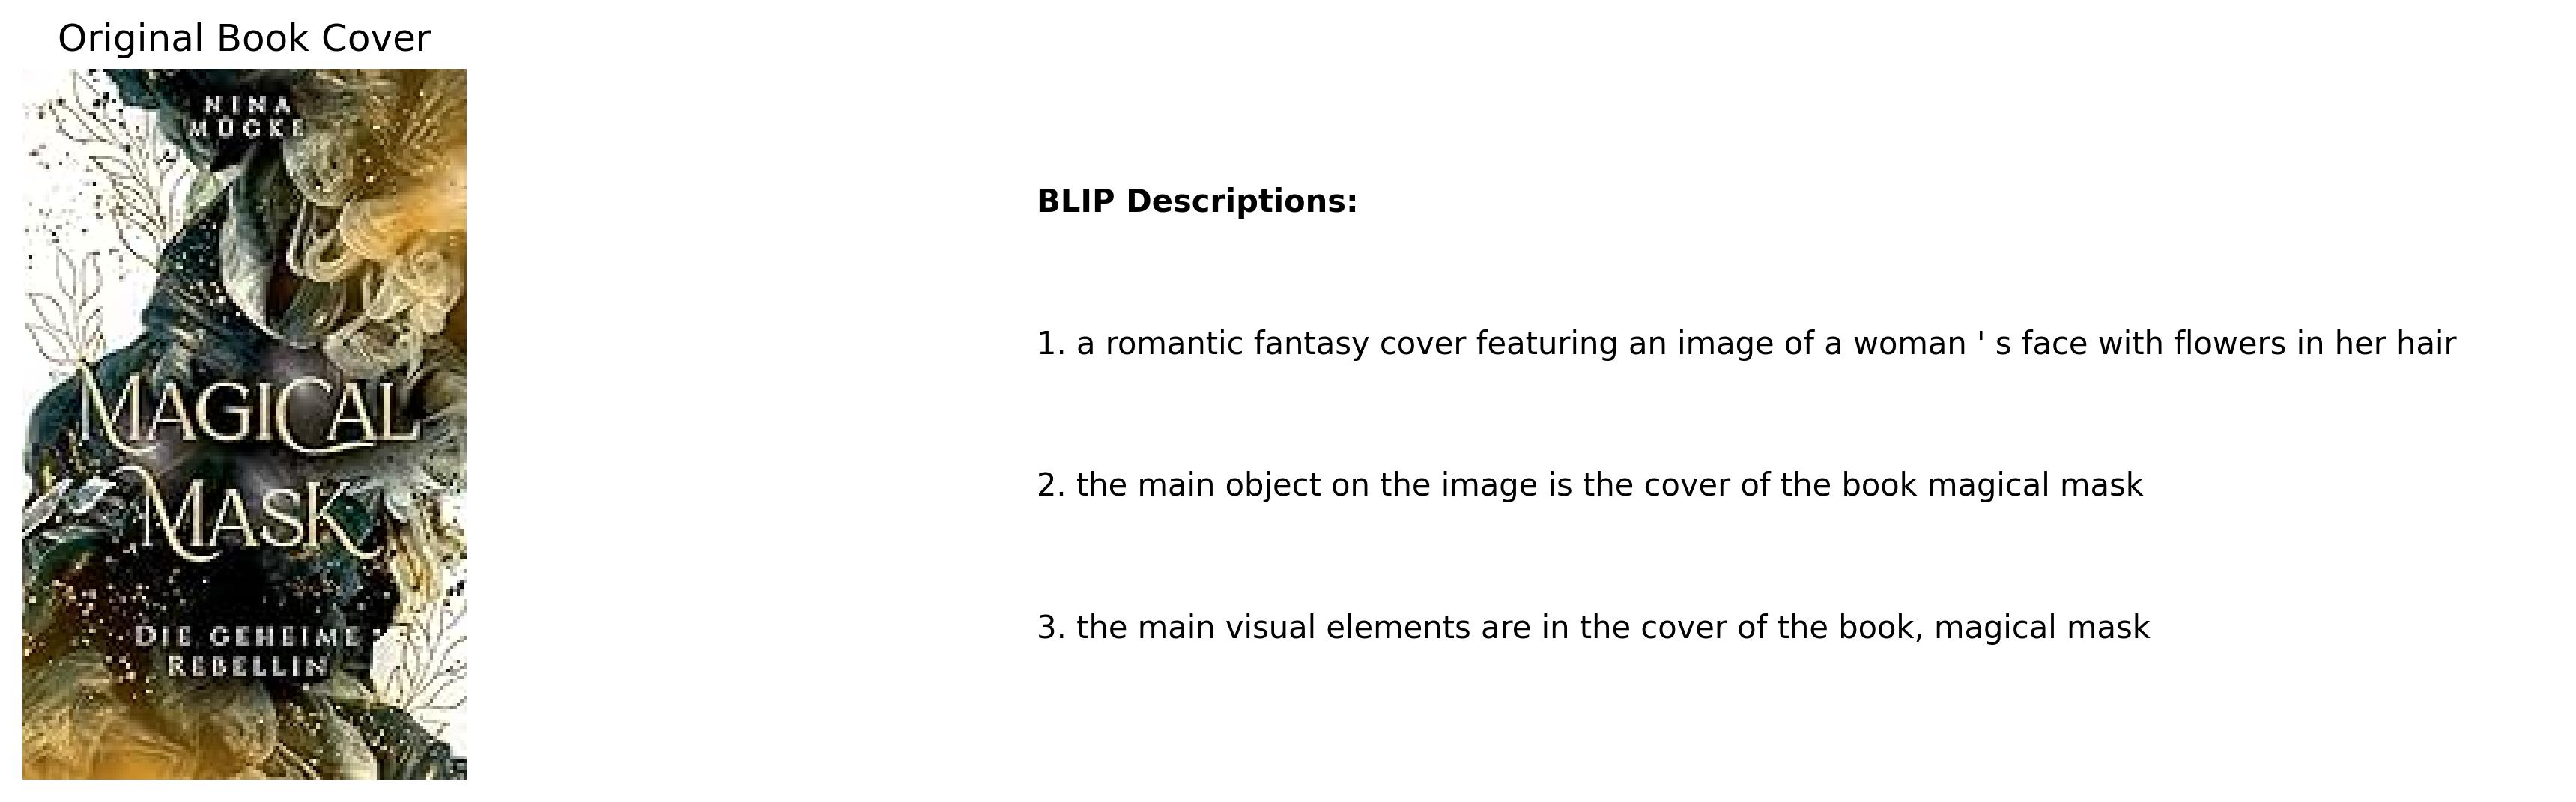 Original Book Cover
NINA
MÜCKE
MAGICAL
MASK
DIE GEHEIME
REBELLIN
BLIP Descriptions:
1. a romantic fantasy cover featuring an image of a woman ' s face with flowers in her hair
2. the main object on the image is the cover of the book magical mask
3. the main visual elements are in the cover of the book, magical mask